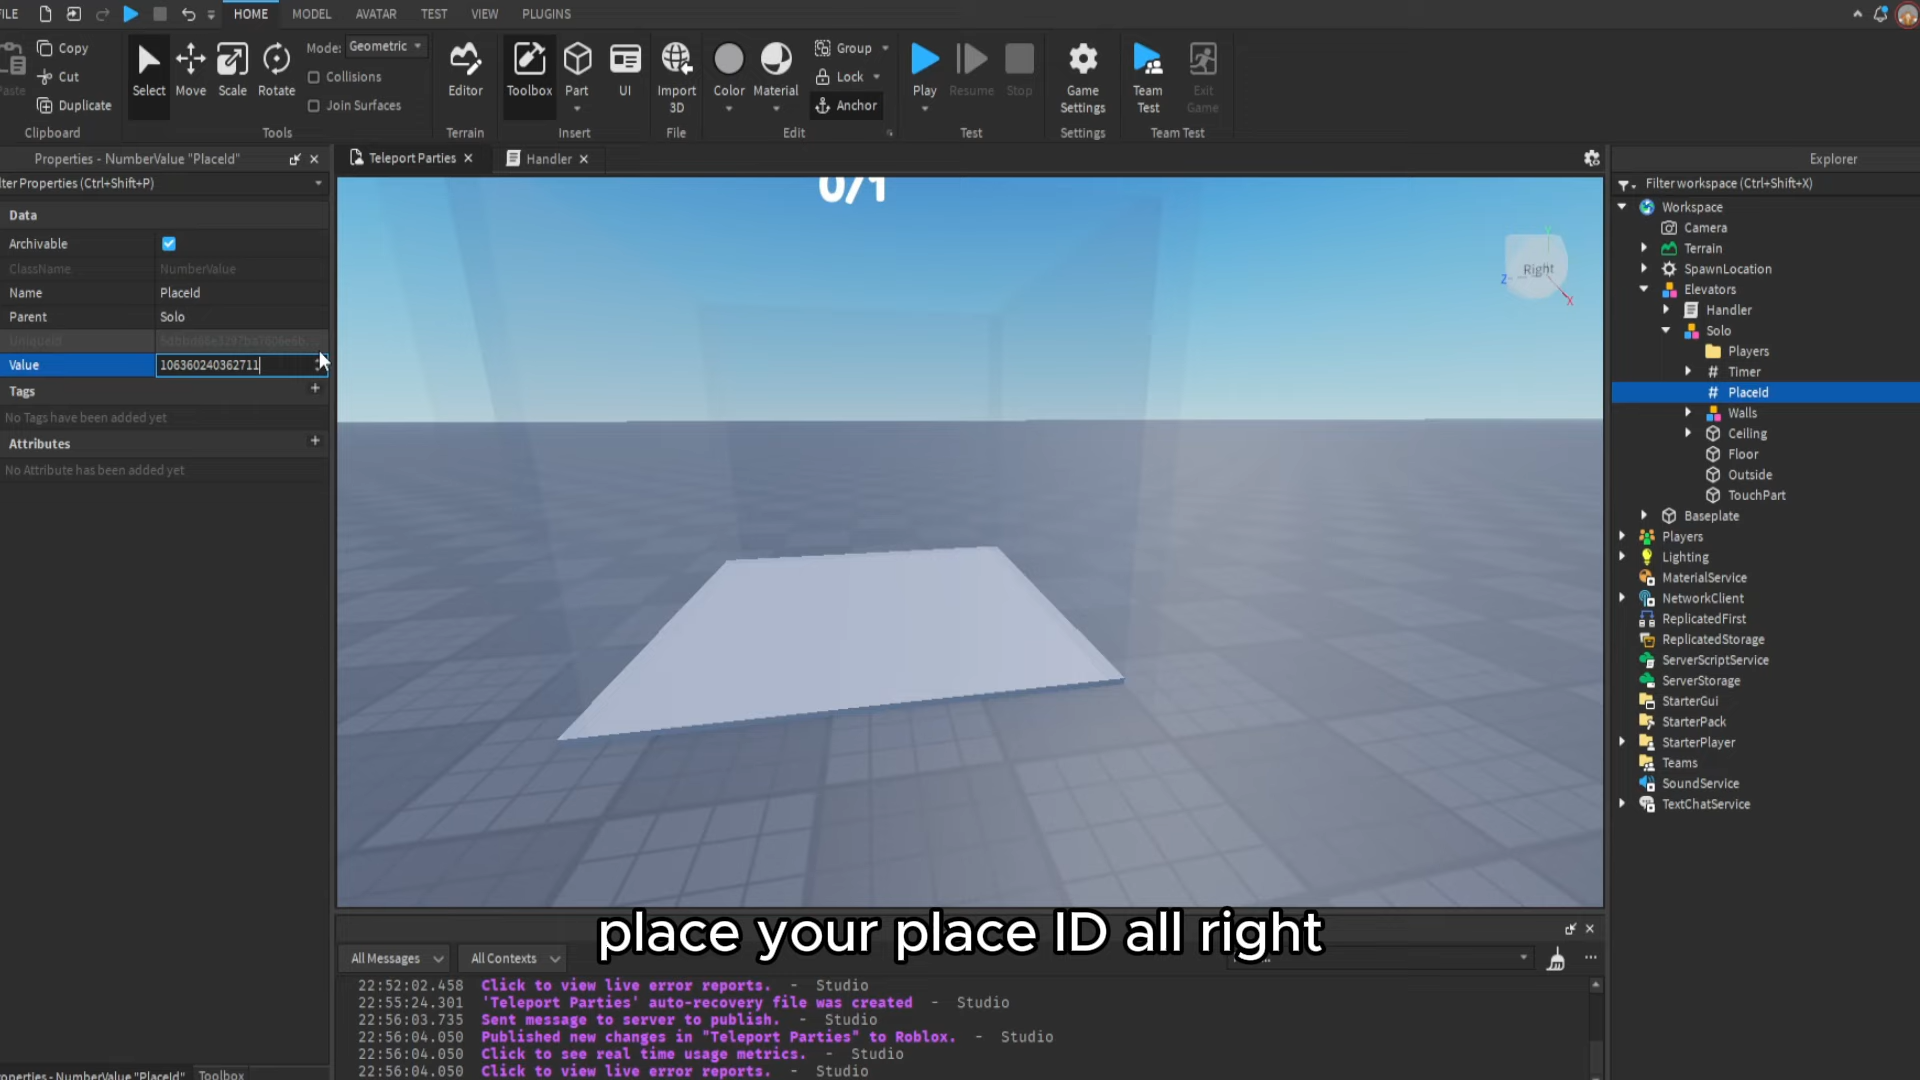 FILE
HOME
MODEL
AVATAR
TEST
VIEW
PLUGINS
Paste
Copy
Cut
Duplicate
Clipboard
Select
Move
Scale
Rotate
Mode: Geometric
Collisions
Join Surfaces
Tools
Editor
Terrain
Toolbox
Part
UI
Insert
Import
3D
File
Color
Material
Group
Lock
Anchor
Edit
Play
Resume
Stop
Test
Game
Settings
Settings
Team
Test
Exit
Game
Team Test
Properties - NumberValue "PlaceId"
lter Properties (Ctrl+Shift+P)
Data
Archivable
ClassName NumberValue
Name PlaceId
Parent Solo
UniqueId
Value 106360240362711
Tags
No Tags have been added yet
Attributes
No Attribute has been added yet
operties - NumberValue "PlaceId"
Toolbox
Teleport Parties
Handler
0/1
Right
Y
Z
X
place your place ID all right
All Messages
All Contexts
22:52:02.458 Click to view live error reports. - Studio
22:55:24.301 'Teleport Parties' auto-recovery file was created - Studio
22:56:03.735 Sent message to server to publish. - Studio
22:56:04.050 Published new changes in "Teleport Parties" to Roblox. - Studio
22:56:04.050 Click to see real time usage metrics. - Studio
22:56:04.050 Click to view live error reports. - Studio
Explorer
Filter workspace (Ctrl+Shift+X)
Workspace
Camera
Terrain
SpawnLocation
Elevators
Handler
Solo
Players
Timer
PlaceId
Walls
Ceiling
Floor
Outside
TouchPart
Baseplate
Players
Lighting
MaterialService
NetworkClient
ReplicatedFirst
ReplicatedStorage
ServerScriptService
ServerStorage
StarterGui
StarterPack
StarterPlayer
Teams
SoundService
TextChatService